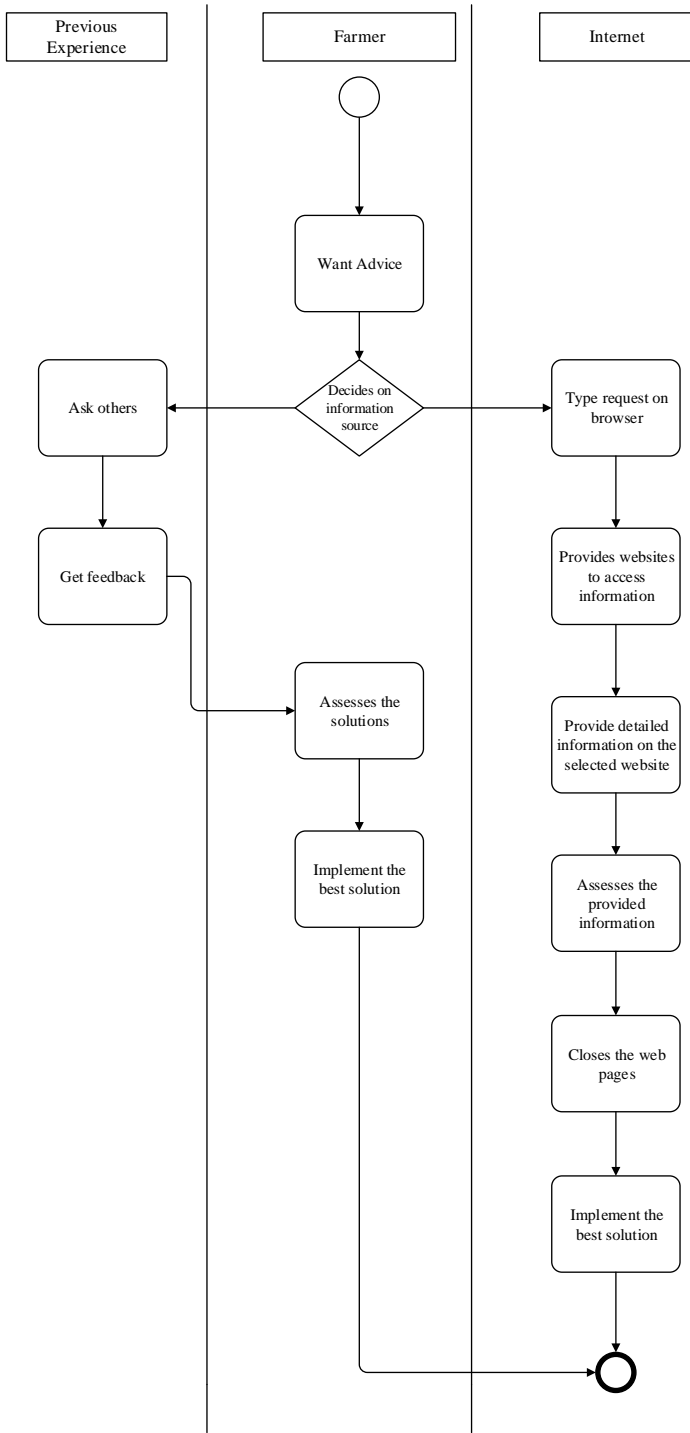 Previous
Experience
Farmer
Internet
Want Advice
Ask others
Decides on
information
source
Type request on
browser
Get feedback
Provides websites
to access
information
Assesses the
solutions
Provide detailed
information on the
selected website
Implement the
best solution
Assesses the
provided
information
Closes the web
pages
Implement the
best solution